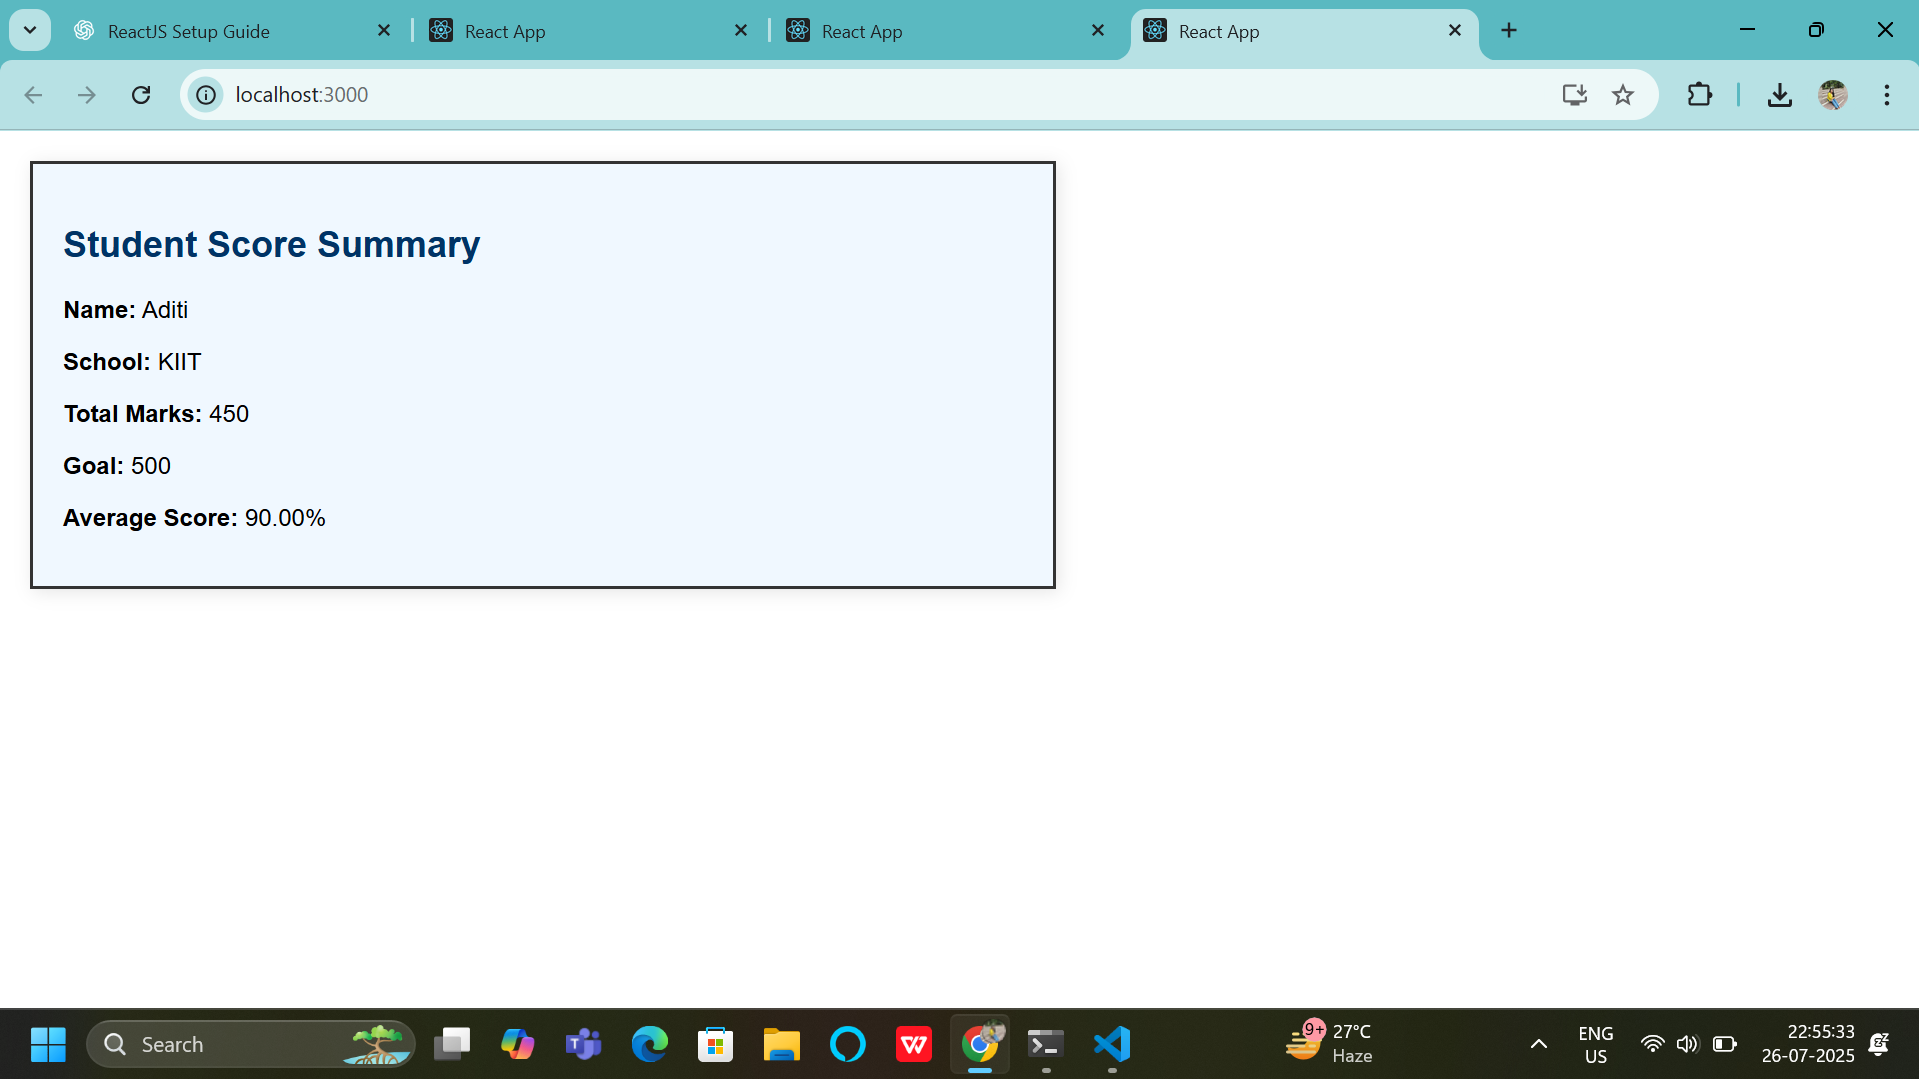 ReactJS Setup Guide
React App
React App
React App
localhost:3000
Student Score Summary
Name: Aditi
School: KIIT
Total Marks: 450
Goal: 500
Average Score: 90.00%
Search
9+
27°C
Haze
ENG
US
22:55:33
26-07-2025